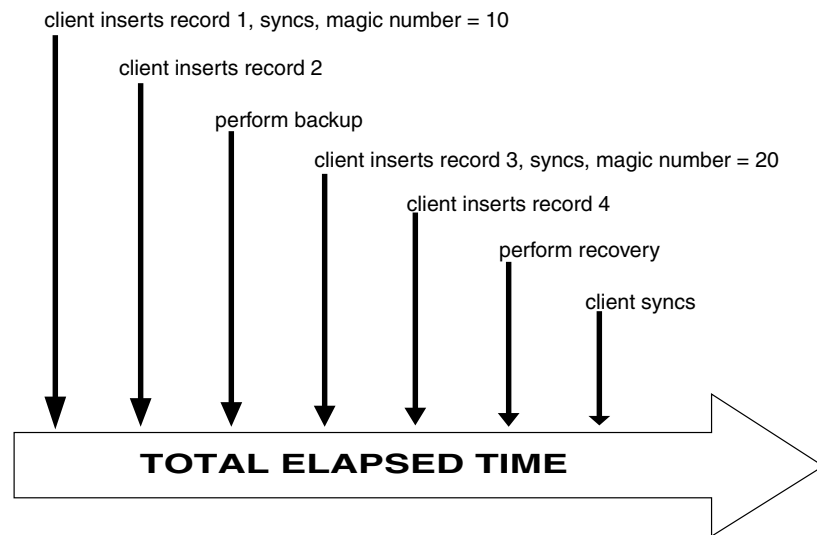 client inserts record 1, syncs, magic number = 10
client inserts record 2
perform backup
client inserts record 3, syncs, magic number = 20
client inserts record 4
perform recovery
client syncs
TOTAL ELAPSED TIME